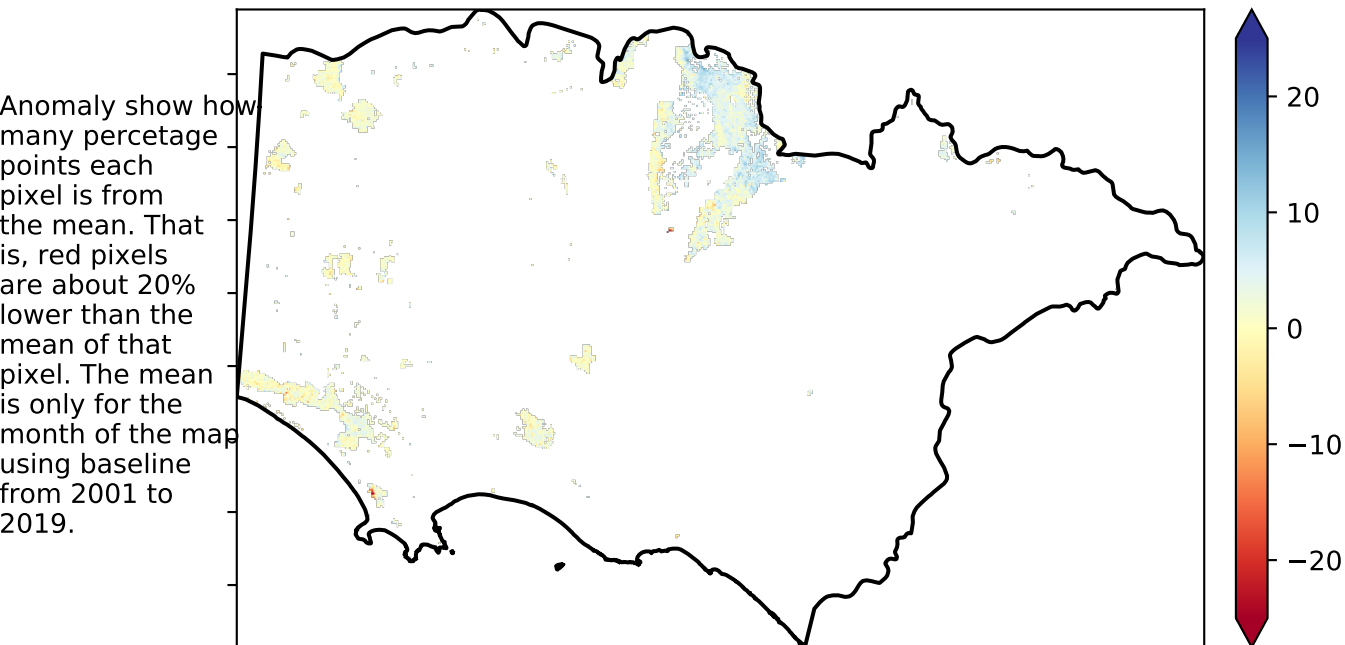 Anomaly show how
many percetage
points each
pixel is from
the mean. That
is, red pixels
are about 20%
lower than the
mean of that
pixel. The mean
is only for the
month of the map
using baseline
from 2001 to
2019.
20
10
0
−10
−20